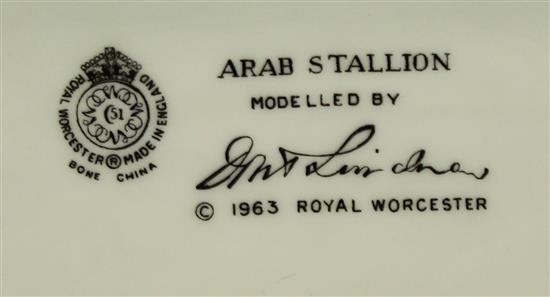 ROYAL WORCESTER ® MADE IN ENGLAND
51
BONE CHINA
ARAB STALLION
MODELLED BY
© 1963 ROYAL WORCESTER